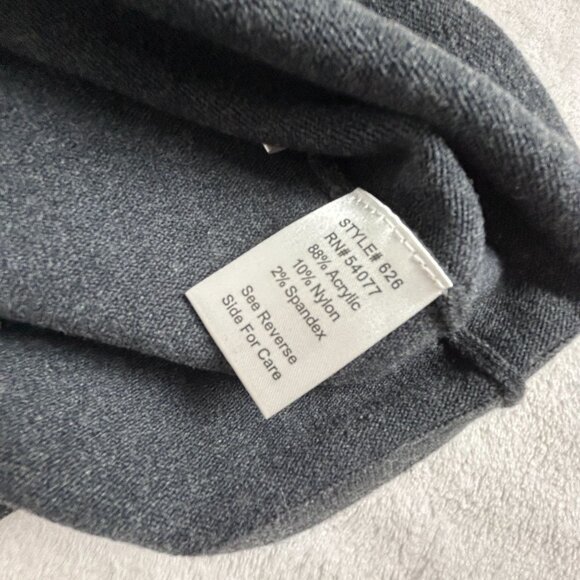 STYLE# 626
RN# 54077
88% Acrylic
10% Nylon
2% Spandex
See Reverse
Side For Care